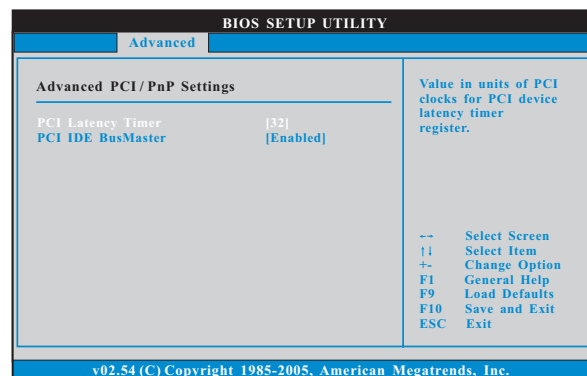 BIOS SETUP UTILITY
Advanced
Advanced PCI / PnP Settings
PCI Latency Timer [32]
PCI IDE BusMaster [Enabled]
Value in units of PCI
clocks for PCI device
latency timer
register.
←→ Select Screen
↑↓ Select Item
+- Change Option
F1 General Help
F9 Load Defaults
F10 Save and Exit
ESC Exit
v02.54 (C) Copyright 1985-2005, American Megatrends, Inc.